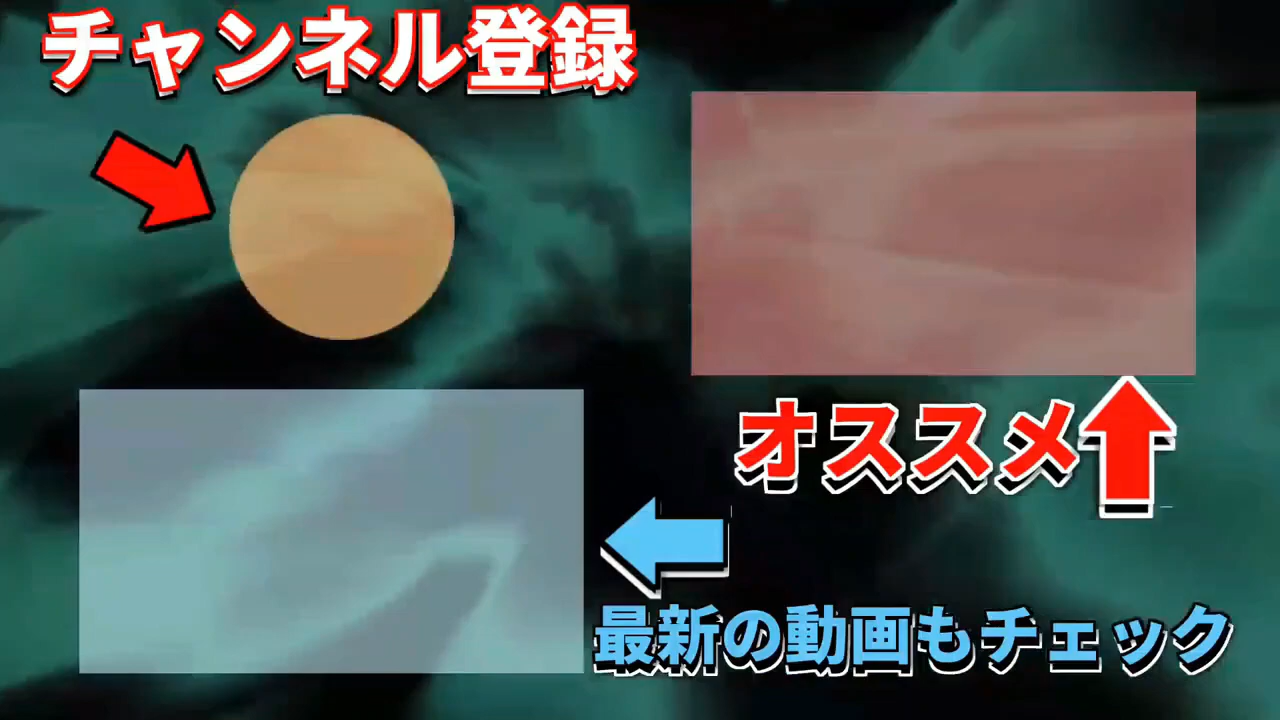 チャンネル登録
オススメ
最新の動画もチェック